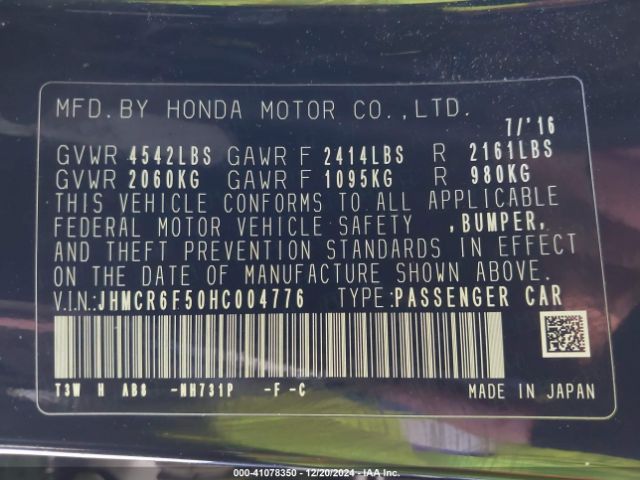 MFD. BY HONDA MOTOR CO., LTD.
7/'16
GVWR 4542LBS GAWR F 2414LBS R 2161LBS
GVWR 2060KG GAWR F 1095KG R 980KG
THIS VEHICLE CONFORMS TO ALL APPLICABLE
FEDERAL MOTOR VEHICLE SAFETY ,BUMPER,
AND THEFT PREVENTION STANDARDS IN EFFECT
ON THE DATE OF MANUFACTURE SHOWN ABOVE.
V.I.N.:JHMCR6F50HC004776 TYPE:PASSENGER CAR
T3W H AB8 -NH731P -F -C
MADE IN JAPAN
000-41078350 | 12/20/2024 - IAA Inc.